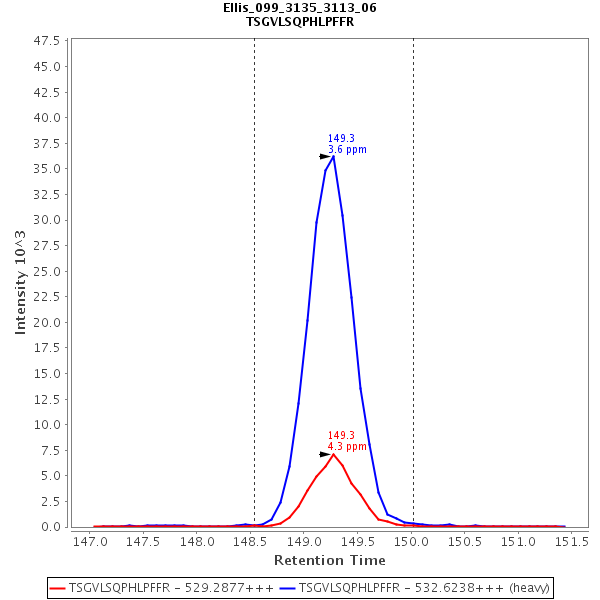 Ellis_099_3135_3113_06
TSGVLSQPHLPFFR
47.5
45.0
42.5
40.0
37.5
35.0
32.5
30.0
27.5
25.0
22.5
20.0
17.5
15.0
12.5
10.0
7.5
5.0
2.5
0.0
Intensity 10^3
149.3
3.6 ppm
149.3
4.3 ppm
147.0 147.5 148.0 148.5 149.0 149.5 150.0 150.5 151.0 151.5
Retention Time
TSGVLSQPHLPFFR - 529.2877+++ TSGVLSQPHLPFFR - 532.6238+++ (heavy)